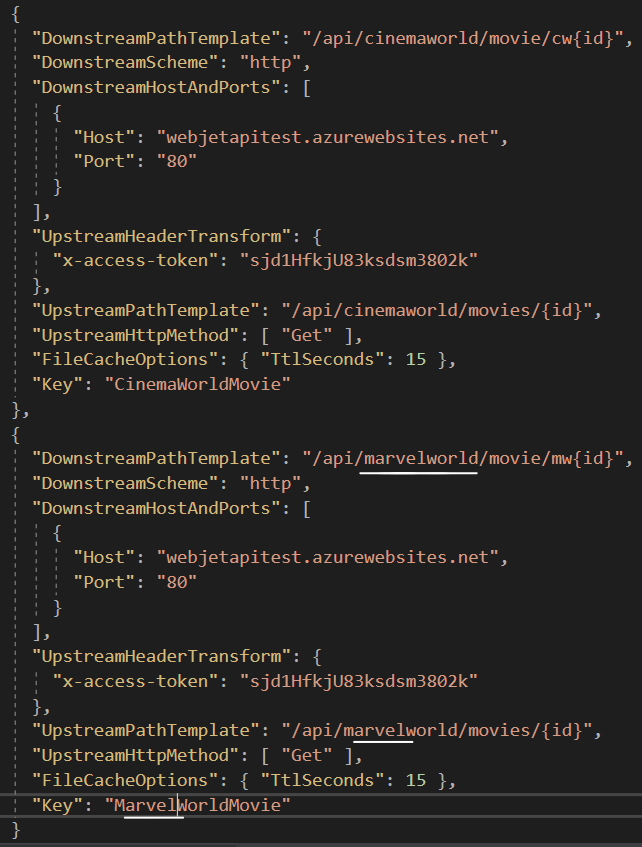 {
"DownstreamPathTemplate": "/api/cinemaworld/movie/cw{id}",
"DownstreamScheme": "http",
"DownstreamHostAndPorts": [
{
"Host": "webjetapitest.azurewebsites.net",
"Port": "80"
}
],
"UpstreamHeaderTransform": {
"x-access-token": "sjd1HfkjU83ksdsm3802k"
},
"UpstreamPathTemplate": "/api/cinemaworld/movies/{id}",
"UpstreamHttpMethod": [ "Get" ],
"FileCacheOptions": { "TtlSeconds": 15 },
"Key": "CinemaWorldMovie"
},
{
"DownstreamPathTemplate": "/api/marvelworld/movie/mw{id}",
"DownstreamScheme": "http",
"DownstreamHostAndPorts": [
{
"Host": "webjetapitest.azurewebsites.net",
"Port": "80"
}
],
"UpstreamHeaderTransform": {
"x-access-token": "sjd1HfkjU83ksdsm3802k"
},
"UpstreamPathTemplate": "/api/marvelworld/movies/{id}",
"UpstreamHttpMethod": [ "Get" ],
"FileCacheOptions": { "TtlSeconds": 15 },
"Key": "MarvelWorldMovie"
}